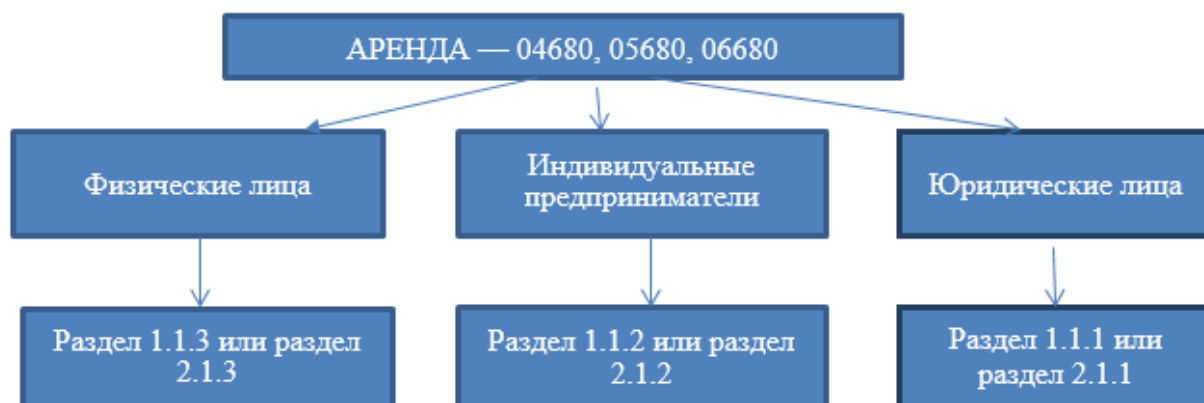 АРЕНДА — 04680, 05680, 06680
Физические лица
Индивидуальные
предприниматели
Юридические лица
Раздел 1.1.3 или раздел
2.1.3
Раздел 1.1.2 или раздел
2.1.2
Раздел 1.1.1 или
раздел 2.1.1